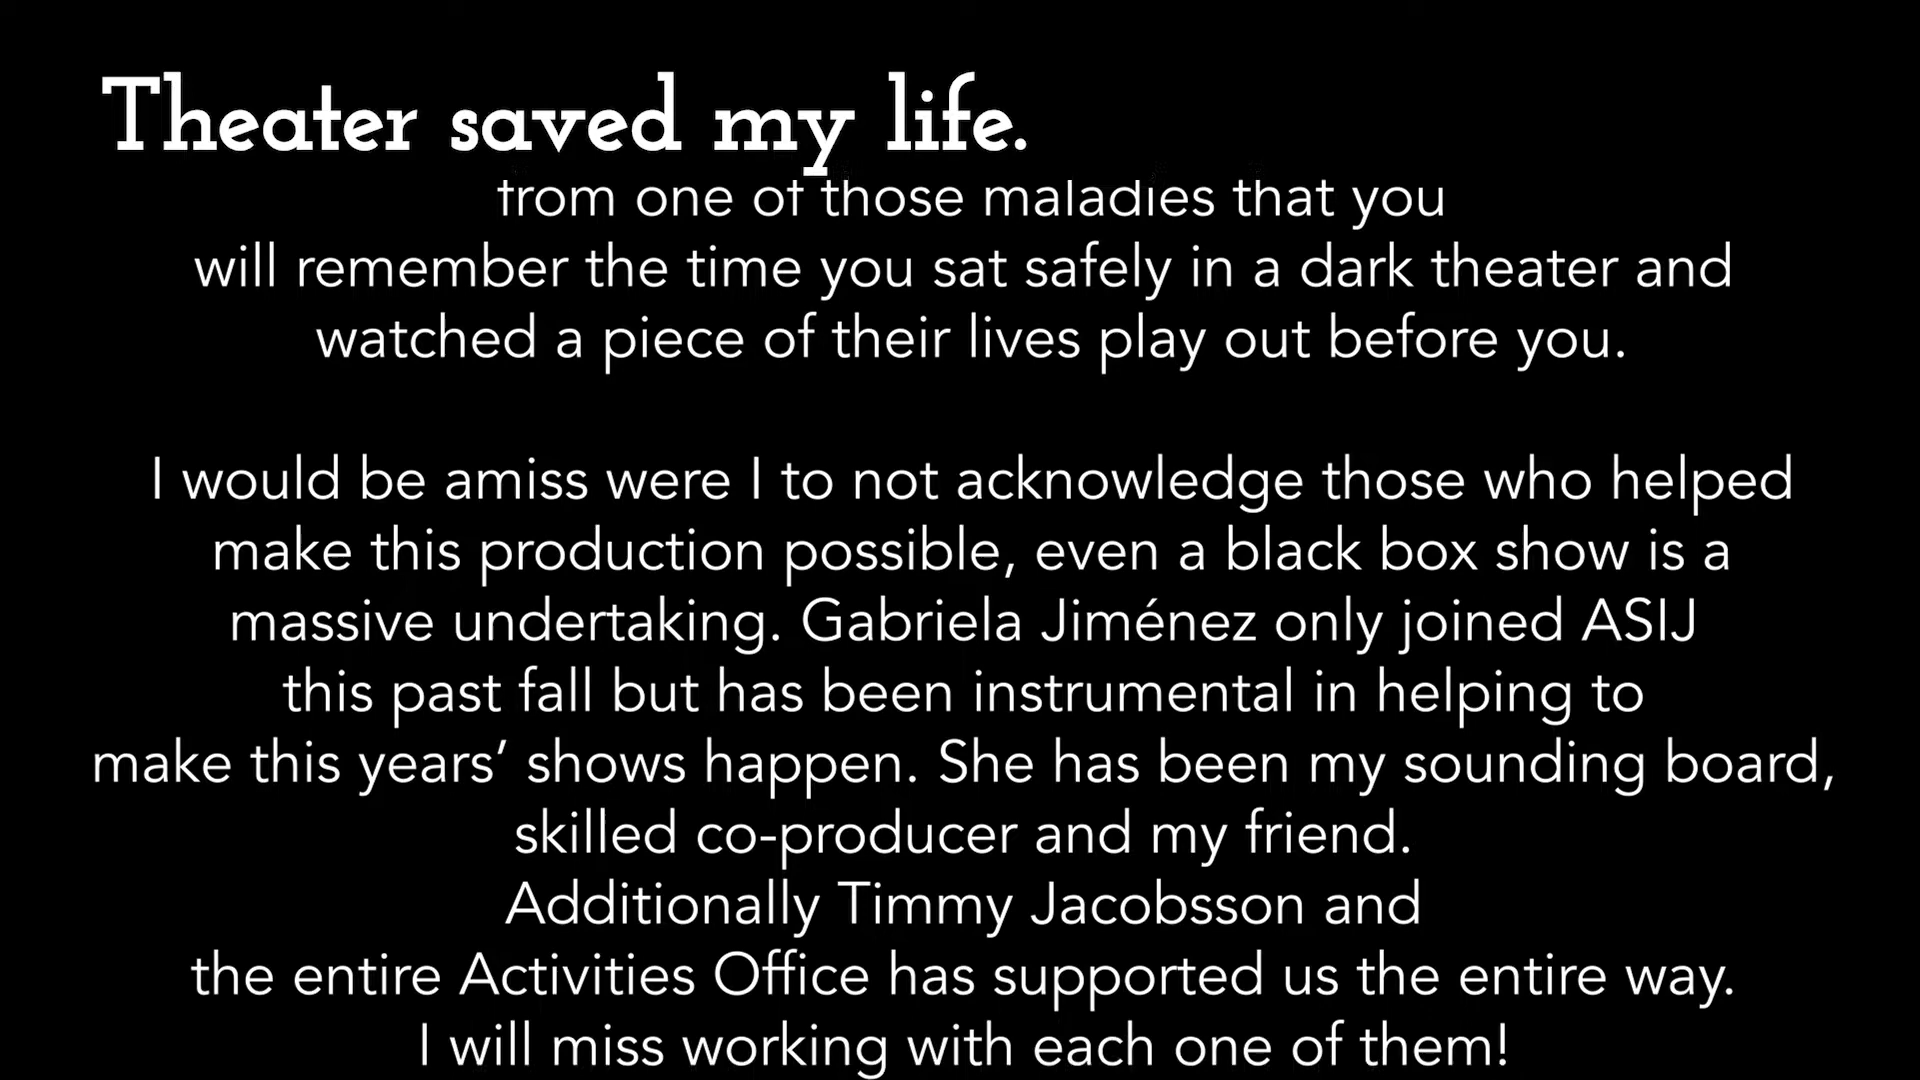 Theater saved my life.
from one of those maladies that you
will remember the time you sat safely in a dark theater and
watched a piece of their lives play out before you.
I would be amiss were I to not acknowledge those who helped
make this production possible, even a black box show is a
massive undertaking. Gabriela Jiménez only joined ASIJ
this past fall but has been instrumental in helping to
make this years’ shows happen. She has been my sounding board,
skilled co-producer and my friend.
Additionally Timmy Jacobsson and
the entire Activities Office has supported us the entire way.
I will miss working with each one of them!